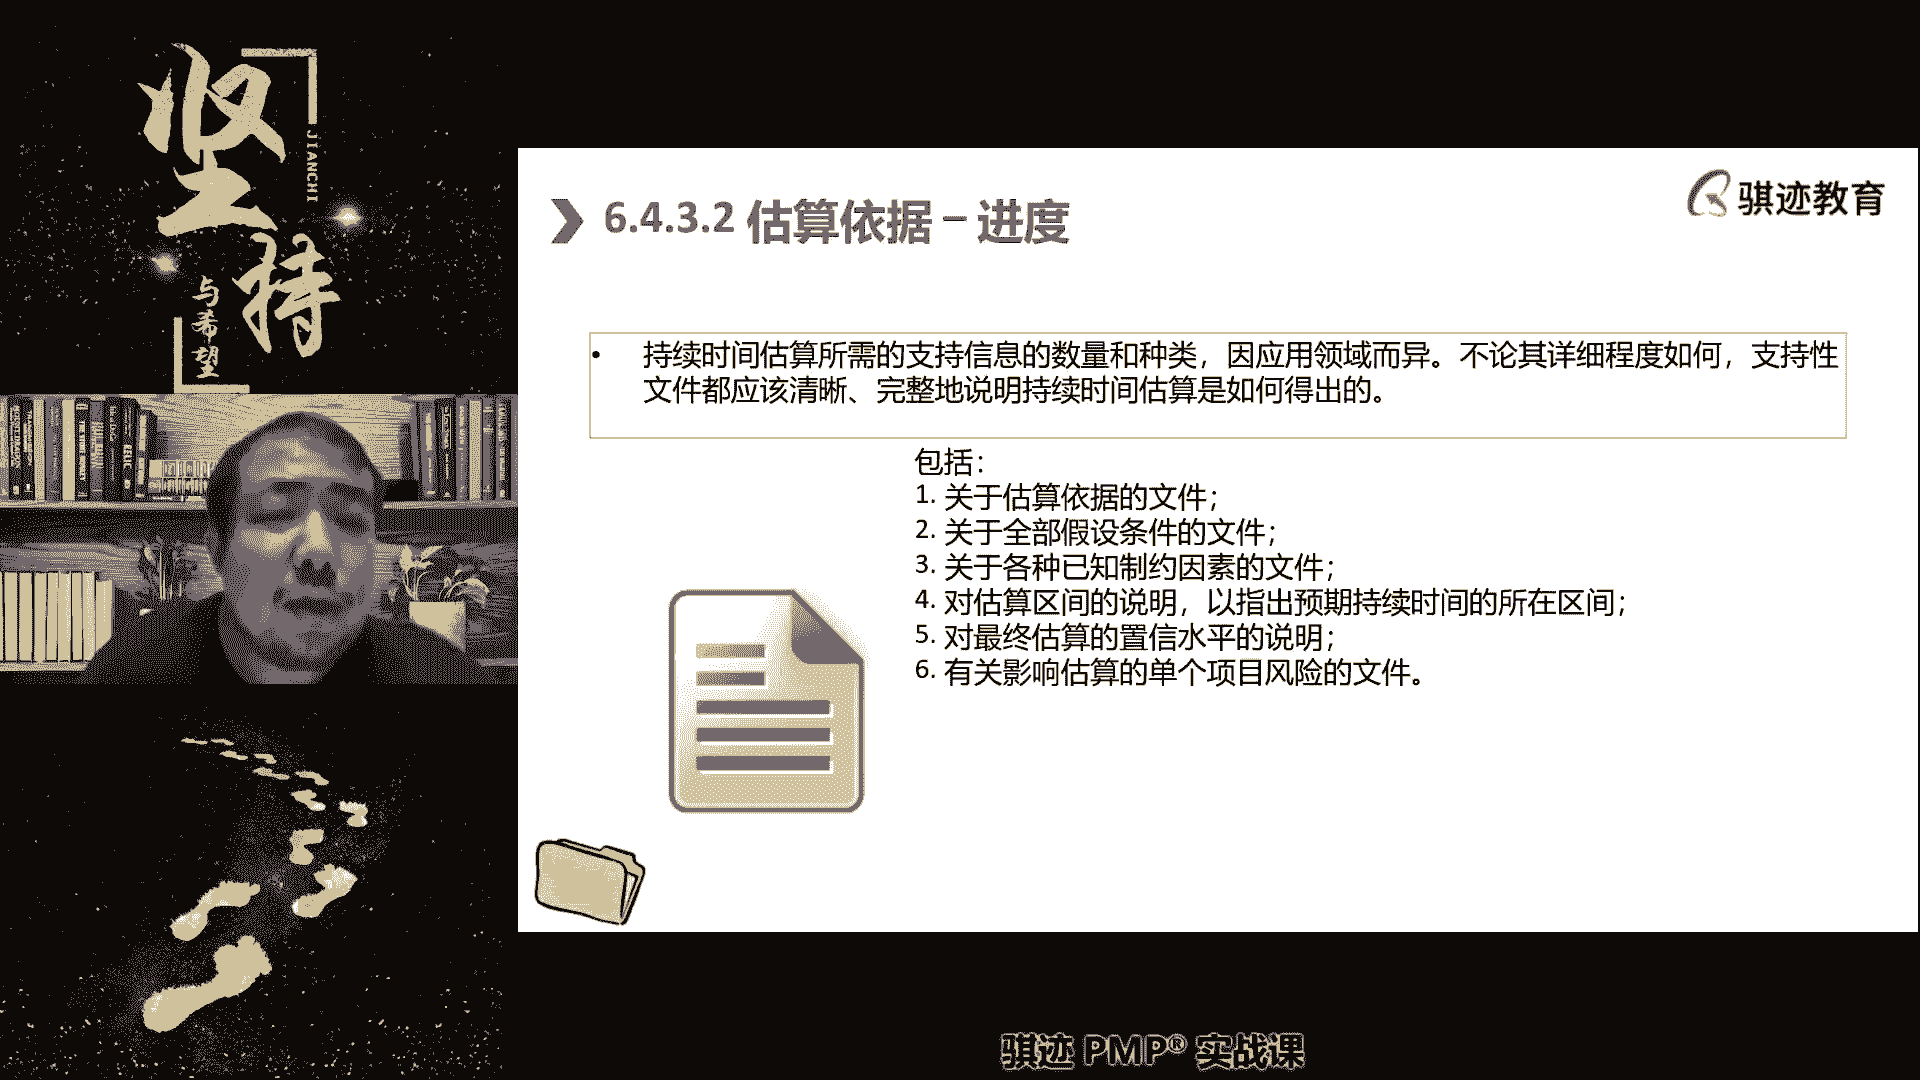 坚持
JIANCHI
与希望
骐迹教育
6.4.3.2 估算依据 – 进度
• 持续时间估算所需的支持信息的数量和种类，因应用领域而异。不论其详细程度如何，支持性
文件都应该清晰、完整地说明持续时间估算是如何得出的。
包括：
1. 关于估算依据的文件；
2. 关于全部假设条件的文件；
3. 关于各种已知制约因素的文件；
4. 对估算区间的说明，以指出预期持续时间的所在区间；
5. 对最终估算的置信水平的说明；
6. 有关影响估算的单个项目风险的文件。
骐迹 PMP® 实战课